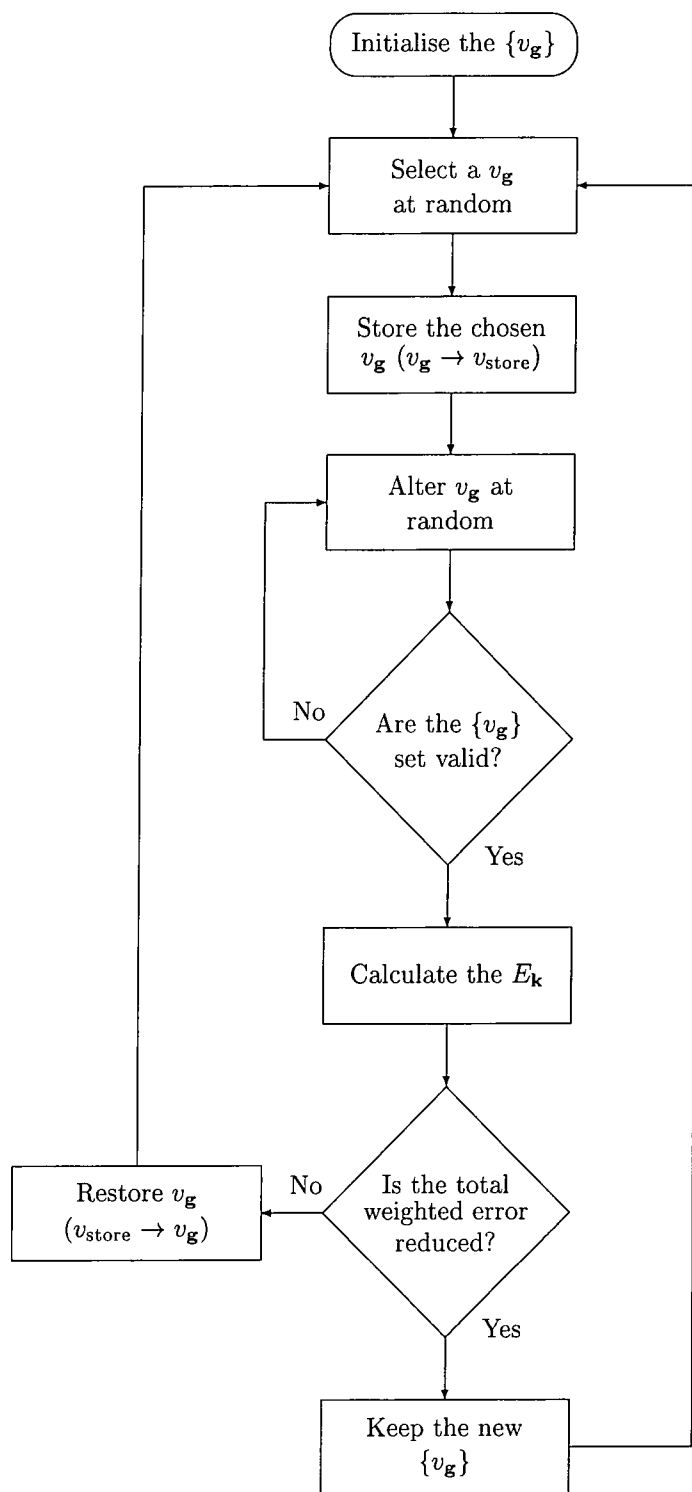 Initialise the {v_g}
Select a v_g
at random
Store the chosen
v_g (v_g → v_store)
Alter v_g at
random
No
Are the {v_g}
set valid?
Yes
Calculate the E_k
Restore v_g
(v_store → v_g)
No
Is the total
weighted error
reduced?
Yes
Keep the new
{v_g}